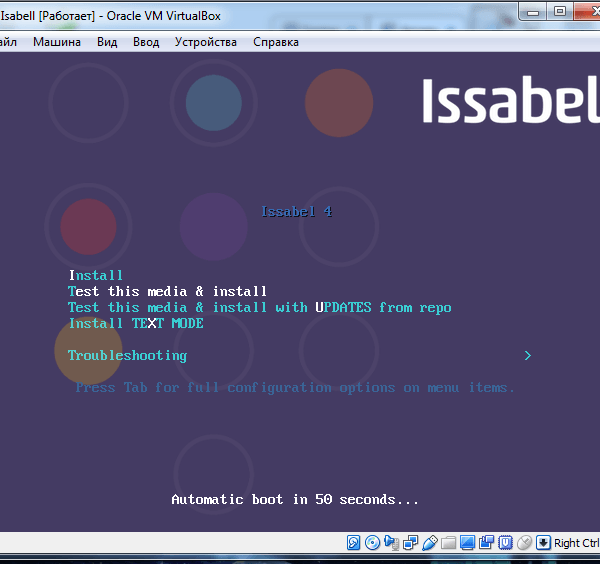 Isabell [Работает] - Oracle VM VirtualBox
айл Машина Вид Ввод Устройства Справка
Issabel
Issabel 4
Install
Test this media & install
Test this media & install with UPDATES from repo
Install TEXT MODE
Troubleshooting >
Press Tab for full configuration options on menu items.
Automatic boot in 50 seconds...
Right Ctrl